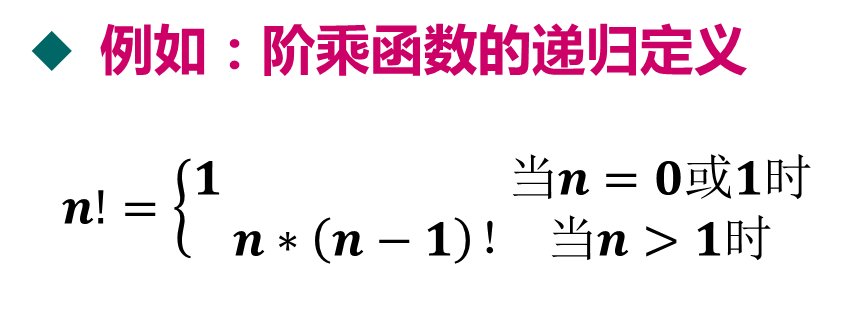 ◆ 例如：阶乘函数的递归定义
n! = { 1 当n = 0或1时
n * (n − 1)! 当n > 1时